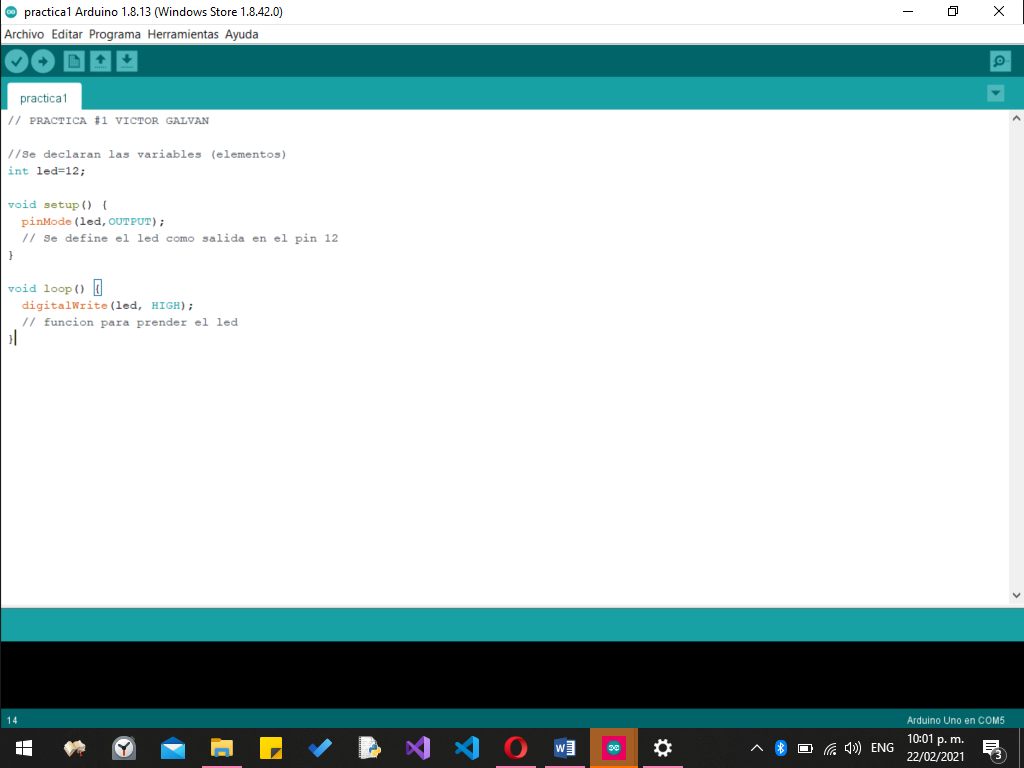 practica1 Arduino 1.8.13 (Windows Store 1.8.42.0)
Archivo Editar Programa Herramientas Ayuda
practica1
// PRACTICA #1 VICTOR GALVAN
//Se declaran las variables (elementos)
int led=12;
void setup() {
pinMode(led,OUTPUT);
// Se define el led como salida en el pin 12
}
void loop() {
digitalWrite(led, HIGH);
// funcion para prender el led
}
14
Arduino Uno en COM5
ENG
10:01 p. m.
22/02/2021
3